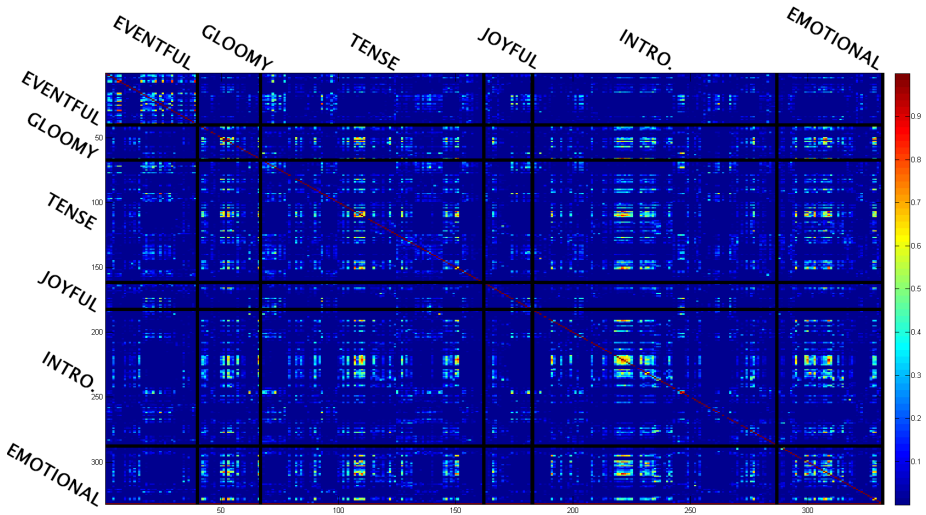 EVENTFUL GLOOMY TENSE JOYFUL INTRO. EMOTIONAL
EVENTFUL
GLOOMY
TENSE
JOYFUL
INTRO.
EMOTIONAL
50
100
150
200
250
300
50 100 150 200 250 300
0.9
0.8
0.7
0.6
0.5
0.4
0.3
0.2
0.1